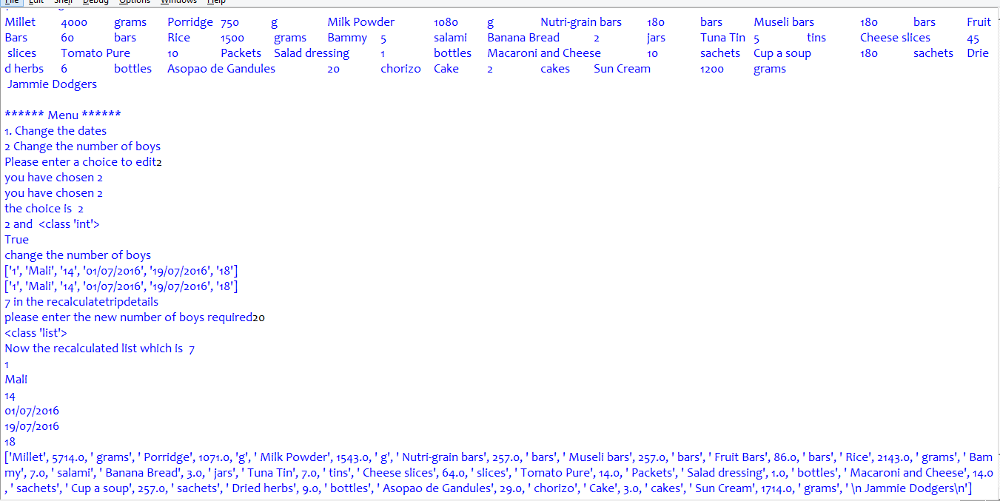 File Edit Shell Debug Options Windows Help
Millet 4000 grams Porridge 750 g Milk Powder 1080 g Nutri-grain bars 180 bars Museli bars 180 bars Fruit
Bars 60 bars Rice 1500 grams Bammy 5 salami Banana Bread 2 jars Tuna Tin 5 tins Cheese slices 45
slices Tomato Pure 10 Packets Salad dressing 1 bottles Macaroni and Cheese 10 sachets Cup a soup 180 sachets Drie
d herbs 6 bottles Asopao de Gandules 20 chorizo Cake 2 cakes Sun Cream 1200 grams
Jammie Dodgers
****** Menu ******
1. Change the dates
2 Change the number of boys
Please enter a choice to edit2
you have chosen 2
you have chosen 2
the choice is  2
2 and  <class 'int'>
True
change the number of boys
['1', 'Mali', '14', '01/07/2016', '19/07/2016', '18']
['1', 'Mali', '14', '01/07/2016', '19/07/2016', '18']
7 in the recalculatetripdetails
please enter the new number of boys required20
<class 'list'>
Now the recalculated list which is  7
1
Mali
14
01/07/2016
19/07/2016
18
['Millet', 5714.0, ' grams', ' Porridge', 1071.0, 'g', ' Milk Powder', 1543.0, ' g', ' Nutri-grain bars', 257.0, ' bars', ' Museli bars', 257.0, ' bars', ' Fruit Bars', 86.0, ' bars', ' Rice', 2143.0, ' grams', ' Bam
my', 7.0, ' salami', ' Banana Bread', 3.0, ' jars', ' Tuna Tin', 7.0, ' tins', ' Cheese slices', 64.0, ' slices', ' Tomato Pure', 14.0, ' Packets', ' Salad dressing', 1.0, ' bottles', ' Macaroni and Cheese', 14.0
, ' sachets', ' Cup a soup', 257.0, ' sachets', ' Dried herbs', 9.0, ' bottles', ' Asopao de Gandules', 29.0, ' chorizo', ' Cake', 3.0, ' cakes', ' Sun Cream', 1714.0, ' grams', ' \n Jammie Dodgers\n']